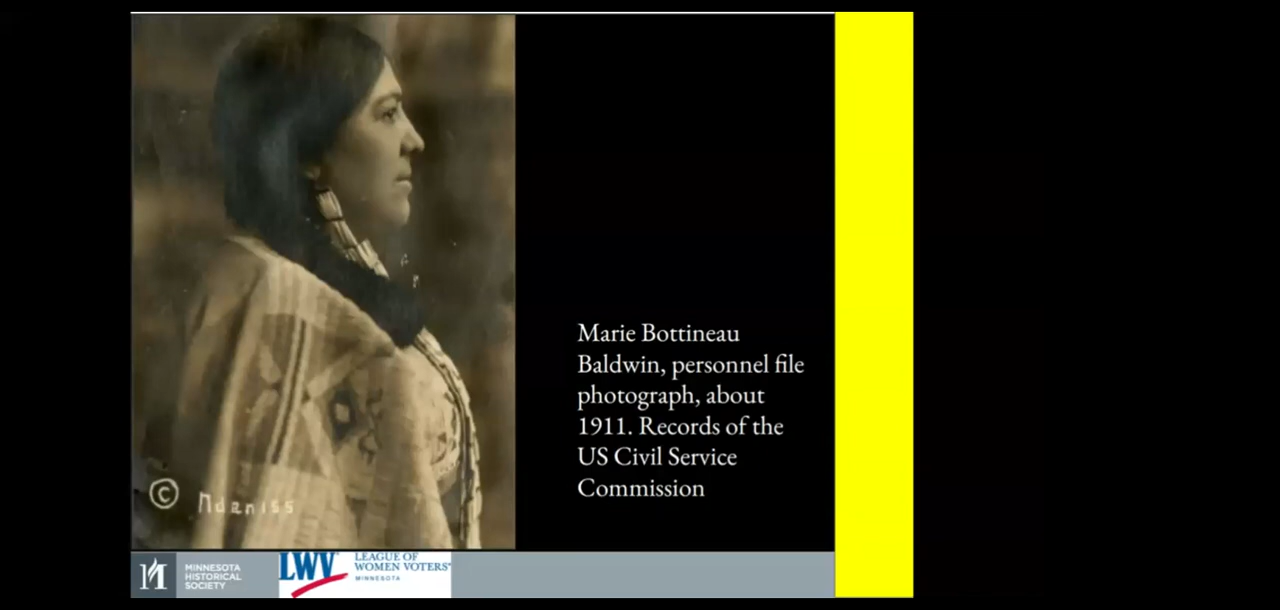 Marie Bottineau
Baldwin, personnel file
photograph, about
1911. Records of the
US Civil Service
Commission
© Ndaniss
MINNESOTA
HISTORICAL
SOCIETY
LWV
LEAGUE OF
WOMEN VOTERS®
MINNESOTA